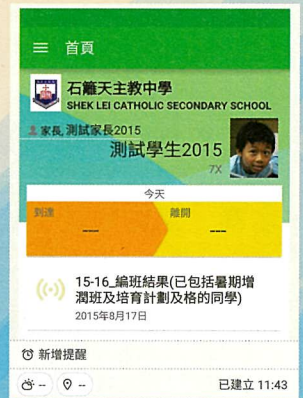 首頁
石籬天主教中學
SHEK LEI CATHOLIC SECONDARY SCHOOL
家長, 測試家長2015
測試學生2015
7X
今天
到達 離開
--- ---
15-16_編班結果(已包括暑期增
潤班及培育計劃及格的同學)
2015年8月17日
新增提醒
-- -- 已建立 11:43